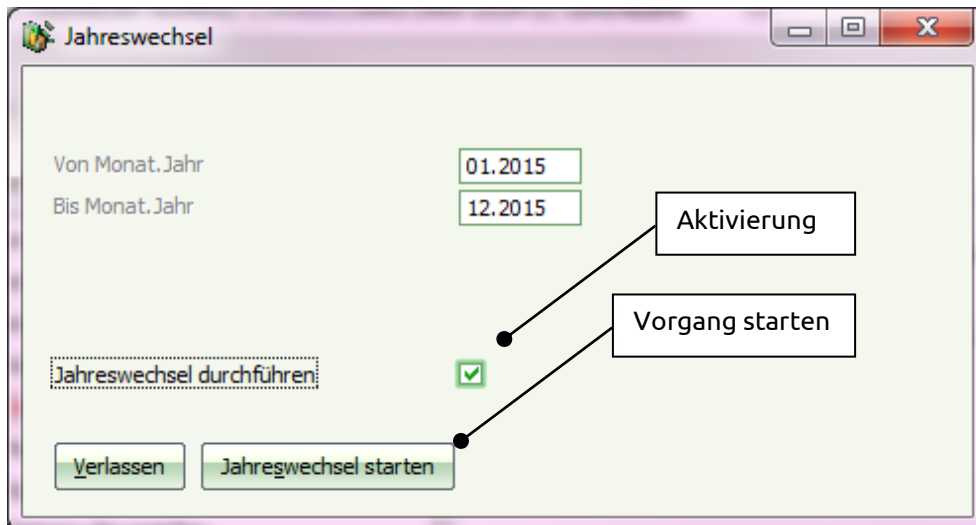 Jahreswechsel
Von Monat.Jahr 01.2015
Bis Monat.Jahr 12.2015
Aktivierung
Vorgang starten
Jahreswechsel durchführen
Verlassen Jahreswechsel starten